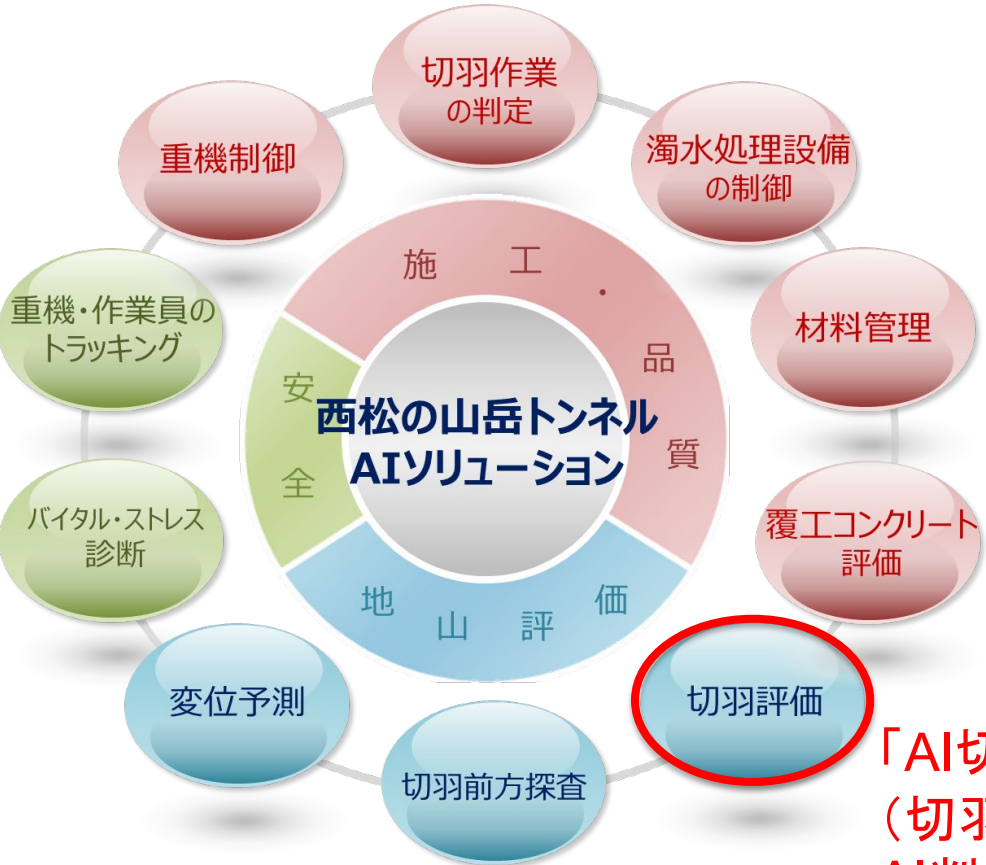 切羽作業
の判定
重機制御
濁水処理設備
の制御
施工・品質
重機・作業員の
トラッキング
材料管理
安全
西松の山岳トンネル
AIソリューション
バイタル・ストレス
診断
覆工コンクリート
評価
地山評価
変位予測
切羽評価
切羽前方探査
「AI切
(切羽